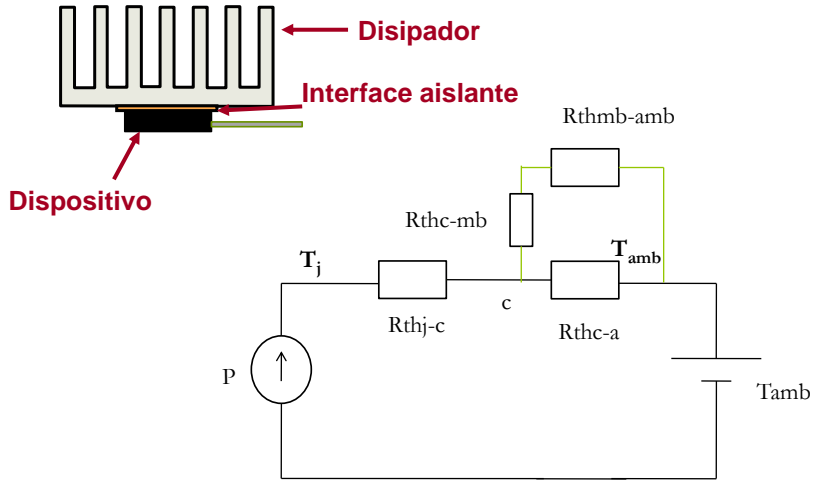 Disipador
Interface aislante
Dispositivo
Rthmb-amb
Rthc-mb
Tj
Tamb
Rthj-c
c
Rthc-a
P
Tamb